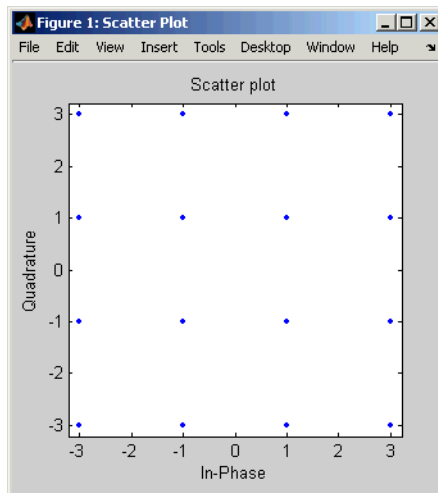 Figure 1: Scatter Plot
File Edit View Insert Tools Desktop Window Help
Scatter plot
3
2
1
0
-1
-2
-3
Quadrature
-3 -2 -1 0 1 2 3
In-Phase